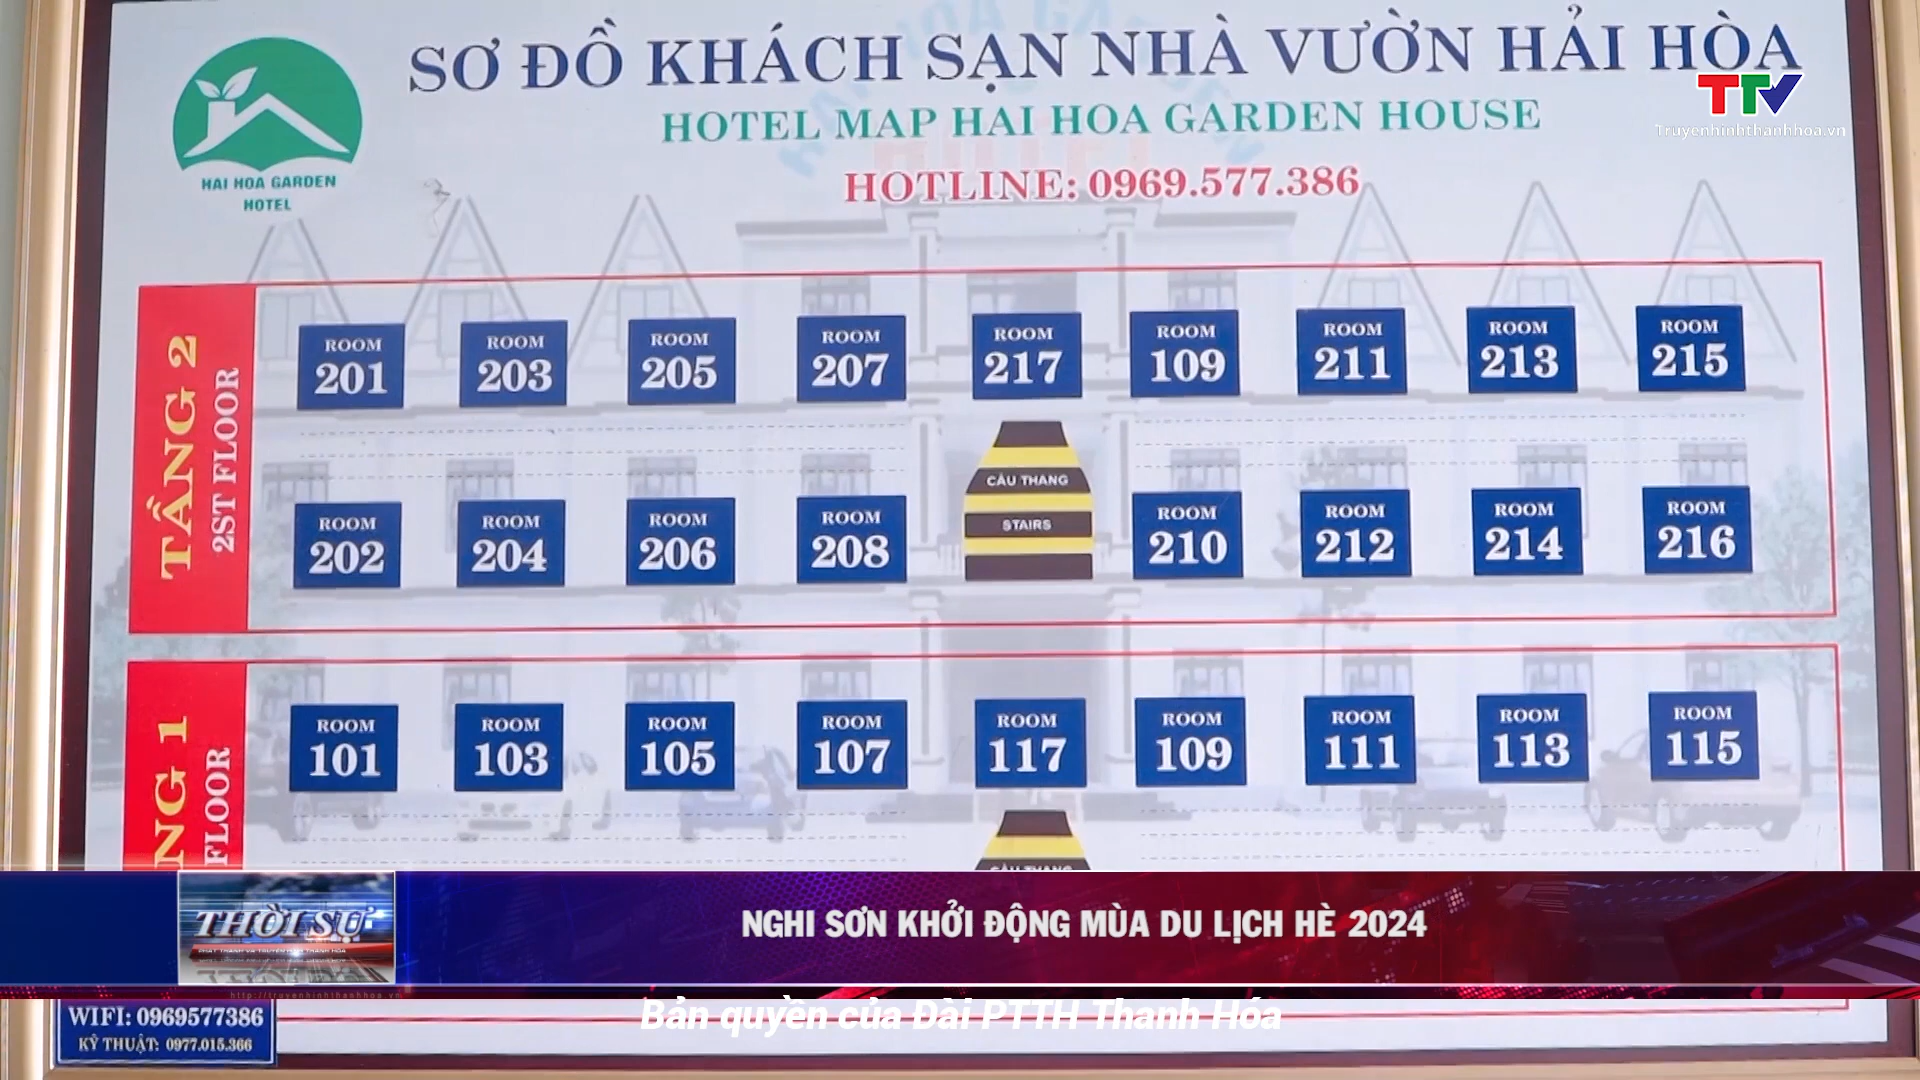 SƠ ĐỒ KHÁCH SẠN NHÀ VƯỜN HẢI HÒA
HOTEL MAP HAI HOA GARDEN HOUSE
HOTLINE: 0969.577.386
HAI HOA GARDEN
HOTEL
TTV
Truyenhinhthanhhoa.vn
TẦNG 2
2ST FLOOR
ROOM 201
ROOM 203
ROOM 205
ROOM 207
ROOM 217
ROOM 109
ROOM 211
ROOM 213
ROOM 215
CẦU THANG
STAIRS
ROOM 202
ROOM 204
ROOM 206
ROOM 208
ROOM 210
ROOM 212
ROOM 214
ROOM 216
NG 1
FLOOR
ROOM 101
ROOM 103
ROOM 105
ROOM 107
ROOM 117
ROOM 109
ROOM 111
ROOM 113
ROOM 115
THỜI SỰ
NGHI SƠN KHỞI ĐỘNG MÙA DU LỊCH HÈ 2024
http://truyenhinhthanhhoa.vn
WIFI: 0969577386
KỸ THUẬT: 0977.015.366
Bản quyền của Đài PTTH Thanh Hóa